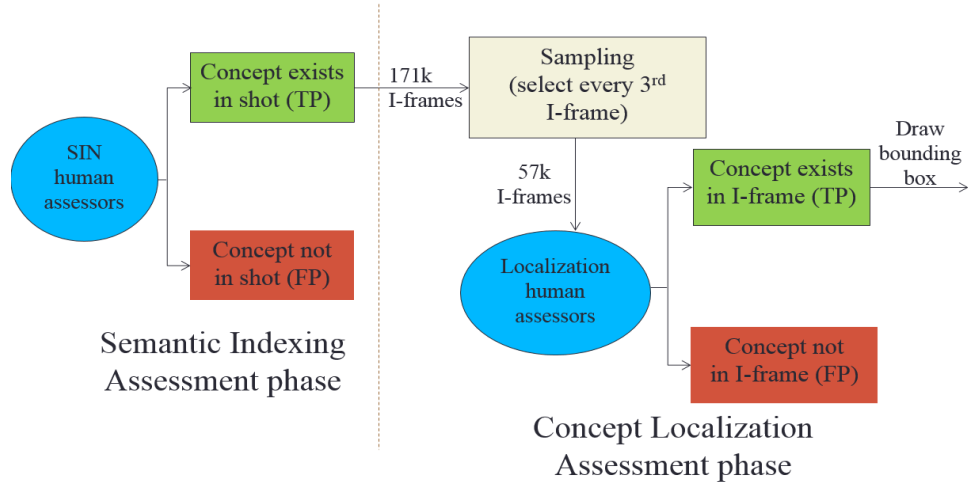 SIN
human
assessors
Concept exists
in shot (TP)
Concept not
in shot (FP)
Semantic Indexing
Assessment phase
171k
I-frames
Sampling
(select every 3rd
I-frame)
57k
I-frames
Localization
human
assessors
Concept exists
in I-frame (TP)
Draw
bounding
box
Concept not
in I-frame (FP)
Concept Localization
Assessment phase